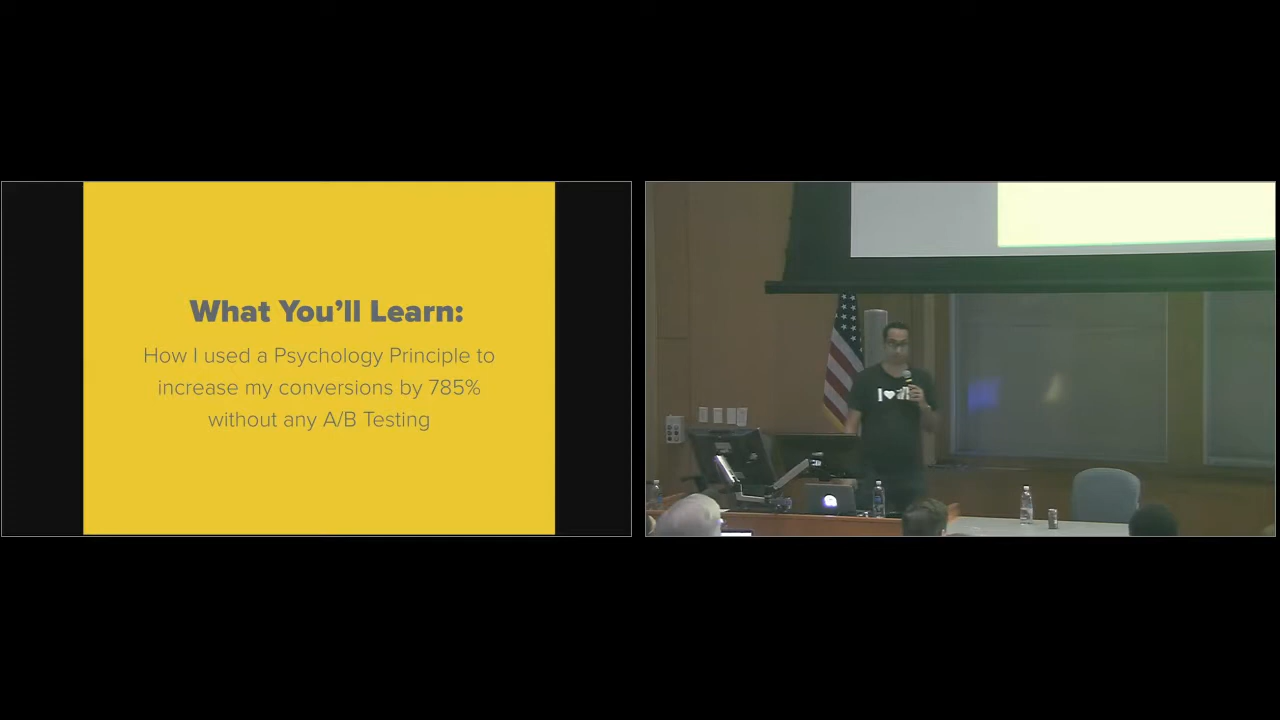 What You’ll Learn:
How I used a Psychology Principle to
increase my conversions by 785%
without any A/B Testing
I ♥